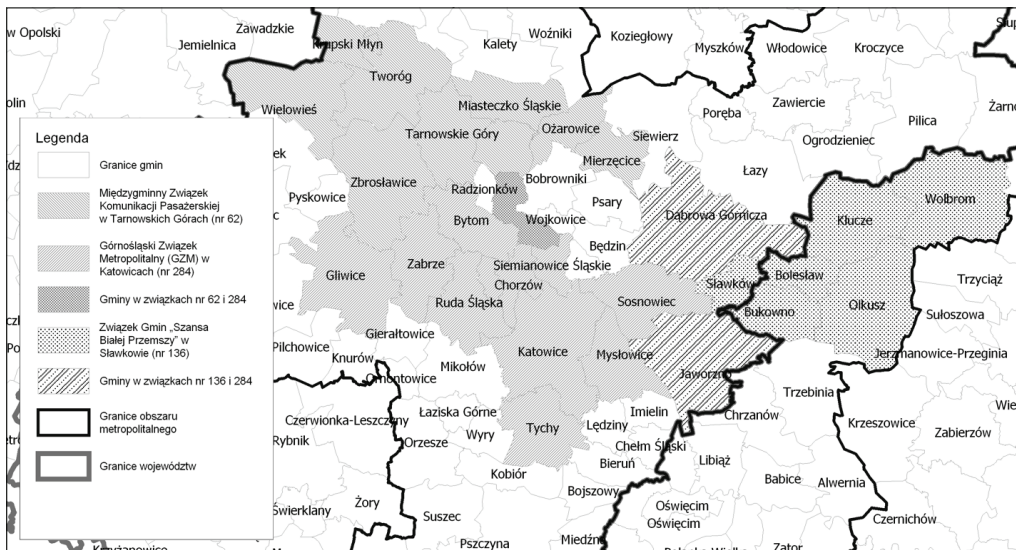 w Opolski
Zawadzkie
Jemielnica
Krupski Młyn
Kalety
Woźniki
Koziegłowy
Myszków
Włodowice
Kroczyce
Tworóg
Wielowieś
Miasteczko Śląskie
Poręba
Zawiercie
Pilica
Żarno
Tarnowskie Góry
Ożarowice
Siewierz
Ogrodzieniec
Mierzęcice
Łazy
Zbrosławice
Pyskowice
Radzionków
Bobrowniki
Psary
Wolbrom
Bytom
Wojkowice
Dąbrowa Górnicza
Klucze
Będzin
Gliwice
Zabrze
Siemianowice Śląskie
Chorzów
Sławków
Bolesław
Trzyciąż
Ruda Śląska
Sosnowiec
Bukowno
Olkusz
Sułoszowa
Gierałtowice
Pilchowice
Knurów
Katowice
Mysłowice
Jerzmanowice-Przeginia
Mikołów
Ornontowice
Jaworzno
Trzebinia
Czerwionka-Leszczyny
Łaziska Górne
Imielin
Chrzanów
Krzeszowice
Rybnik
Orzesze
Wyry
Tychy
Lędziny
Chełm Śląski
Zabierzów
Kobiór
Bieruń
Libiąż
Babice
Alwernia
Bojszowy
Żory
Świerklany
Suszec
Oświęcim
Oświęcim
Czernichów
Pszczyna
Miedźna
Zator
Krzyżanowice
Legenda
Granice gmin
Międzygminny Związek
Komunikacji Pasażerskiej
w Tarnowskich Górach (nr 62)
Górnośląski Związek
Metropolitalny (GZM) w
Katowicach (nr 284)
Gminy w związkach nr 62 i 284
Związek Gmin „Szansa
Białej Przemszy” w
Sławkowie (nr 136)
Gminy w związkach nr 136 i 284
Granice obszaru
metropolitalnego
Granice województw